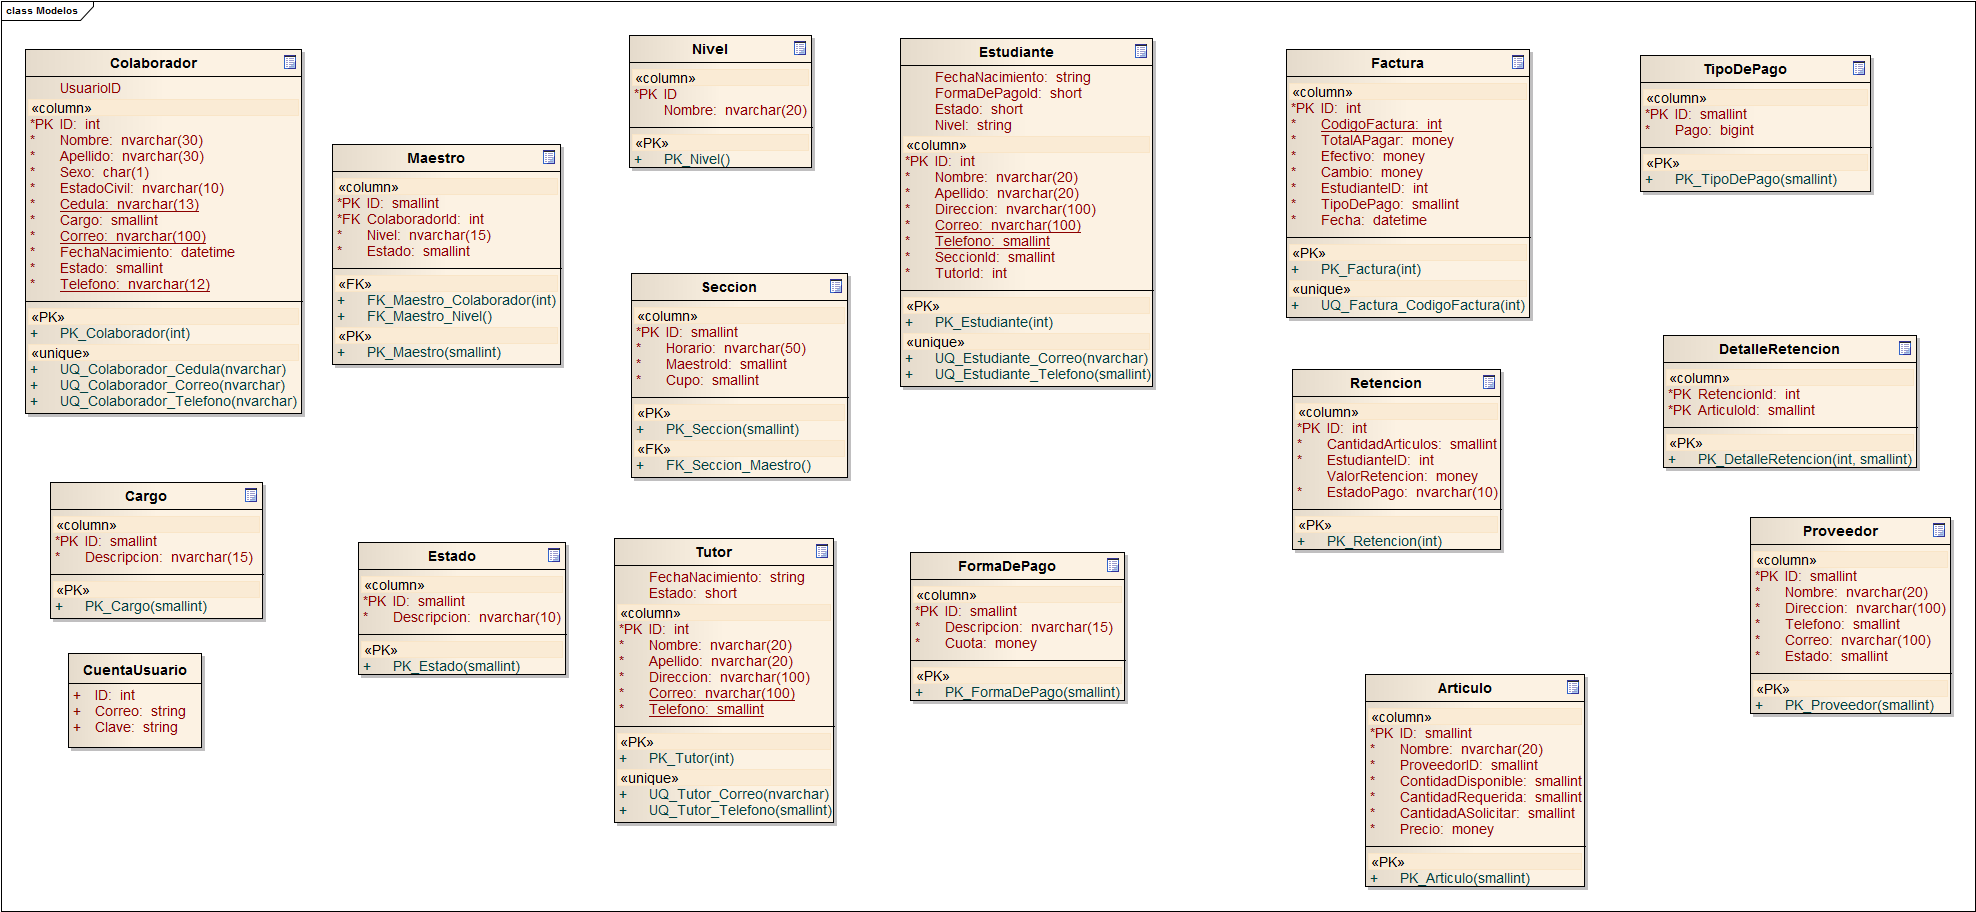 class Modelos
Colaborador
UsuarioID
«column»
*PK ID: int
* Nombre: nvarchar(30)
* Apellido: nvarchar(30)
* Sexo: char(1)
* EstadoCivil: nvarchar(10)
* Cedula: nvarchar(13)
* Cargo: smallint
* Correo: nvarchar(100)
* FechaNacimiento: datetime
* Estado: smallint
* Telefono: nvarchar(12)
«PK»
+ PK_Colaborador(int)
«unique»
+ UQ_Colaborador_Cedula(nvarchar)
+ UQ_Colaborador_Correo(nvarchar)
+ UQ_Colaborador_Telefono(nvarchar)
Cargo
«column»
*PK ID: smallint
* Descripcion: nvarchar(15)
«PK»
+ PK_Cargo(smallint)
CuentaUsuario
+ ID: int
+ Correo: string
+ Clave: string
Maestro
«column»
*PK ID: smallint
*FK ColaboradorId: int
* Nivel: nvarchar(15)
* Estado: smallint
«FK»
+ FK_Maestro_Colaborador(int)
+ FK_Maestro_Nivel()
«PK»
+ PK_Maestro(smallint)
Estado
«column»
*PK ID: smallint
* Descripcion: nvarchar(10)
«PK»
+ PK_Estado(smallint)
Nivel
«column»
*PK ID
Nombre: nvarchar(20)
«PK»
+ PK_Nivel()
Seccion
«column»
*PK ID: smallint
* Horario: nvarchar(50)
* MaestroId: smallint
* Cupo: smallint
«PK»
+ PK_Seccion(smallint)
«FK»
+ FK_Seccion_Maestro()
Tutor
FechaNacimiento: string
Estado: short
«column»
*PK ID: int
* Nombre: nvarchar(20)
* Apellido: nvarchar(20)
* Direccion: nvarchar(100)
* Correo: nvarchar(100)
* Telefono: smallint
«PK»
+ PK_Tutor(int)
«unique»
+ UQ_Tutor_Correo(nvarchar)
+ UQ_Tutor_Telefono(smallint)
Estudiante
FechaNacimiento: string
FormaDePagoId: short
Estado: short
Nivel: string
«column»
*PK ID: int
* Nombre: nvarchar(20)
* Apellido: nvarchar(20)
* Direccion: nvarchar(100)
* Correo: nvarchar(100)
* Telefono: smallint
* SeccionId: smallint
* TutorId: int
«PK»
+ PK_Estudiante(int)
«unique»
+ UQ_Estudiante_Correo(nvarchar)
+ UQ_Estudiante_Telefono(smallint)
FormaDePago
«column»
*PK ID: smallint
* Descripcion: nvarchar(15)
* Cuota: money
«PK»
+ PK_FormaDePago(smallint)
Factura
«column»
*PK ID: int
* CodigoFactura: int
* TotalAPagar: money
* Efectivo: money
* Cambio: money
* EstudianteID: int
* TipoDePago: smallint
* Fecha: datetime
«PK»
+ PK_Factura(int)
«unique»
+ UQ_Factura_CodigoFactura(int)
Retencion
«column»
*PK ID: int
* CantidadArticulos: smallint
* EstudianteID: int
ValorRetencion: money
* EstadoPago: nvarchar(10)
«PK»
+ PK_Retencion(int)
Articulo
«column»
*PK ID: smallint
* Nombre: nvarchar(20)
* ProveedorID: smallint
* ContidadDisponible: smallint
* CantidadRequerida: smallint
* CantidadASolicitar: smallint
* Precio: money
«PK»
+ PK_Articulo(smallint)
TipoDePago
«column»
*PK ID: smallint
* Pago: bigint
«PK»
+ PK_TipoDePago(smallint)
DetalleRetencion
«column»
*PK RetencionId: int
*PK ArticuloId: smallint
«PK»
+ PK_DetalleRetencion(int, smallint)
Proveedor
«column»
*PK ID: smallint
* Nombre: nvarchar(20)
* Direccion: nvarchar(100)
* Telefono: smallint
* Correo: nvarchar(100)
* Estado: smallint
«PK»
+ PK_Proveedor(smallint)